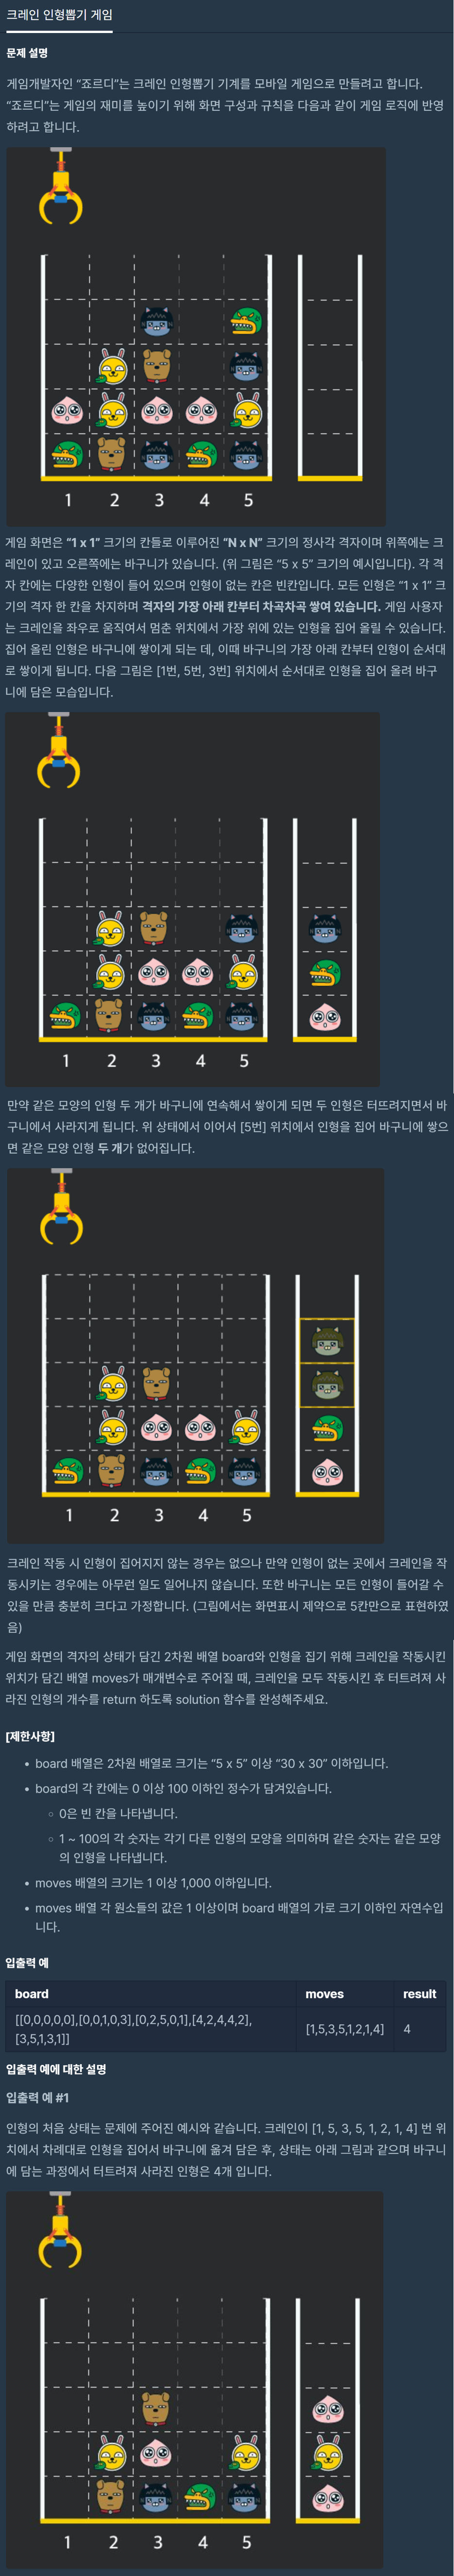 크레인 인형뽑기 게임
문제 설명
게임개발자인 “죠르디”는 크레인 인형뽑기 기계를 모바일 게임으로 만들려고 합니다.
“죠르디”는 게임의 재미를 높이기 위해 화면 구성과 규칙을 다음과 같이 게임 로직에 반영
하려고 합니다.
1 2 3 4 5
게임 화면은 “1 x 1” 크기의 칸들로 이루어진 “N x N” 크기의 정사각 격자이며 위쪽에는 크
레인이 있고 오른쪽에는 바구니가 있습니다. (위 그림은 “5 x 5” 크기의 예시입니다). 각 격
자 칸에는 다양한 인형이 들어 있으며 인형이 없는 칸은 빈칸입니다. 모든 인형은 “1 x 1” 크
기의 격자 한 칸을 차지하며 격자의 가장 아래 칸부터 차곡차곡 쌓여 있습니다. 게임 사용자
는 크레인을 좌우로 움직여서 멈춘 위치에서 가장 위에 있는 인형을 집어 올릴 수 있습니다.
집어 올린 인형은 바구니에 쌓이게 되는 데, 이때 바구니의 가장 아래 칸부터 인형이 순서대
로 쌓이게 됩니다. 다음 그림은 [1번, 5번, 3번] 위치에서 순서대로 인형을 집어 올려 바구
니에 담은 모습입니다.
1 2 3 4 5
만약 같은 모양의 인형 두 개가 바구니에 연속해서 쌓이게 되면 두 인형은 터뜨려지면서 바
구니에서 사라지게 됩니다. 위 상태에서 이어서 [5번] 위치에서 인형을 집어 바구니에 쌓으
면 같은 모양 인형 두 개가 없어집니다.
1 2 3 4 5
크레인 작동 시 인형이 집어지지 않는 경우는 없으나 만약 인형이 없는 곳에서 크레인을 작
동시키는 경우에는 아무런 일도 일어나지 않습니다. 또한 바구니는 모든 인형이 들어갈 수
있을 만큼 충분히 크다고 가정합니다. (그림에서는 화면표시 제약으로 5칸만으로 표현하였
음)
게임 화면의 격자의 상태가 담긴 2차원 배열 board와 인형을 집기 위해 크레인을 작동시킨
위치가 담긴 배열 moves가 매개변수로 주어질 때, 크레인을 모두 작동시킨 후 터트려져 사
라진 인형의 개수를 return 하도록 solution 함수를 완성해주세요.
[제한사항]
• board 배열은 2차원 배열로 크기는 “5 x 5” 이상 “30 x 30” 이하입니다.
• board의 각 칸에는 0 이상 100 이하인 정수가 담겨있습니다.
◦ 0은 빈 칸을 나타냅니다.
◦ 1 ~ 100의 각 숫자는 각기 다른 인형의 모양을 의미하며 같은 숫자는 같은 모양
의 인형을 나타냅니다.
• moves 배열의 크기는 1 이상 1,000 이하입니다.
• moves 배열 각 원소들의 값은 1 이상이며 board 배열의 가로 크기 이하인 자연수입
니다.
입출력 예
board moves result
[[0,0,0,0,0],[0,0,1,0,3],[0,2,5,0,1],[4,2,4,4,2],
[3,5,1,3,1]] [1,5,3,5,1,2,1,4] 4
입출력 예에 대한 설명
입출력 예 #1
인형의 처음 상태는 문제에 주어진 예시와 같습니다. 크레인이 [1, 5, 3, 5, 1, 2, 1, 4] 번 위
치에서 차례대로 인형을 집어서 바구니에 옮겨 담은 후, 상태는 아래 그림과 같으며 바구니
에 담는 과정에서 터트려져 사라진 인형은 4개 입니다.
1 2 3 4 5